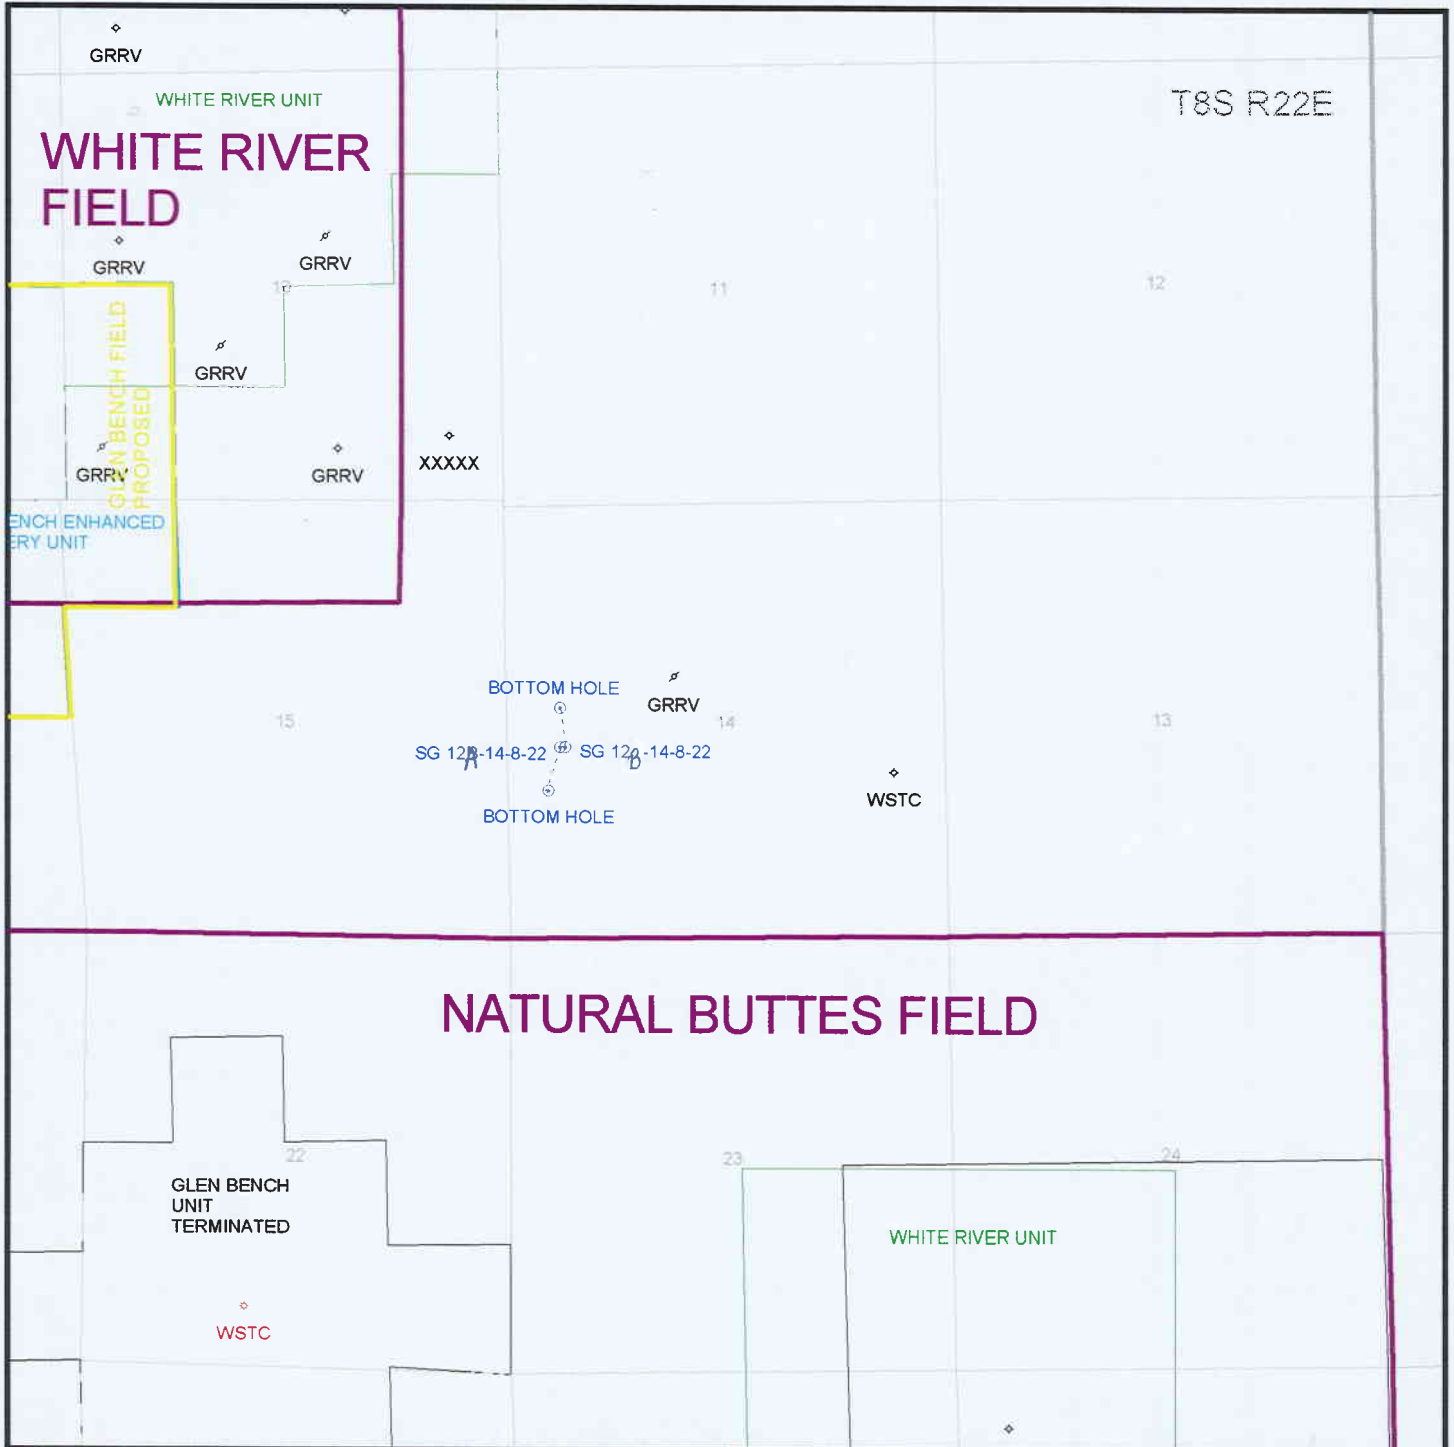 GRRV
WHITE RIVER UNIT
T8S R22E
WHITE RIVER
FIELD
GRRV
GRRV
10
11
12
GLEN BENCH FIELD
PROPOSED
GRRV
GRRV
GRRV
XXXXX
ENCH ENHANCED
ERY UNIT
BOTTOM HOLE
GRRV
15
14
13
SG 12A-14-8-22
SG 12B-14-8-22
WSTC
BOTTOM HOLE
NATURAL BUTTES FIELD
22
23
24
GLEN BENCH
UNIT
TERMINATED
WHITE RIVER UNIT
WSTC